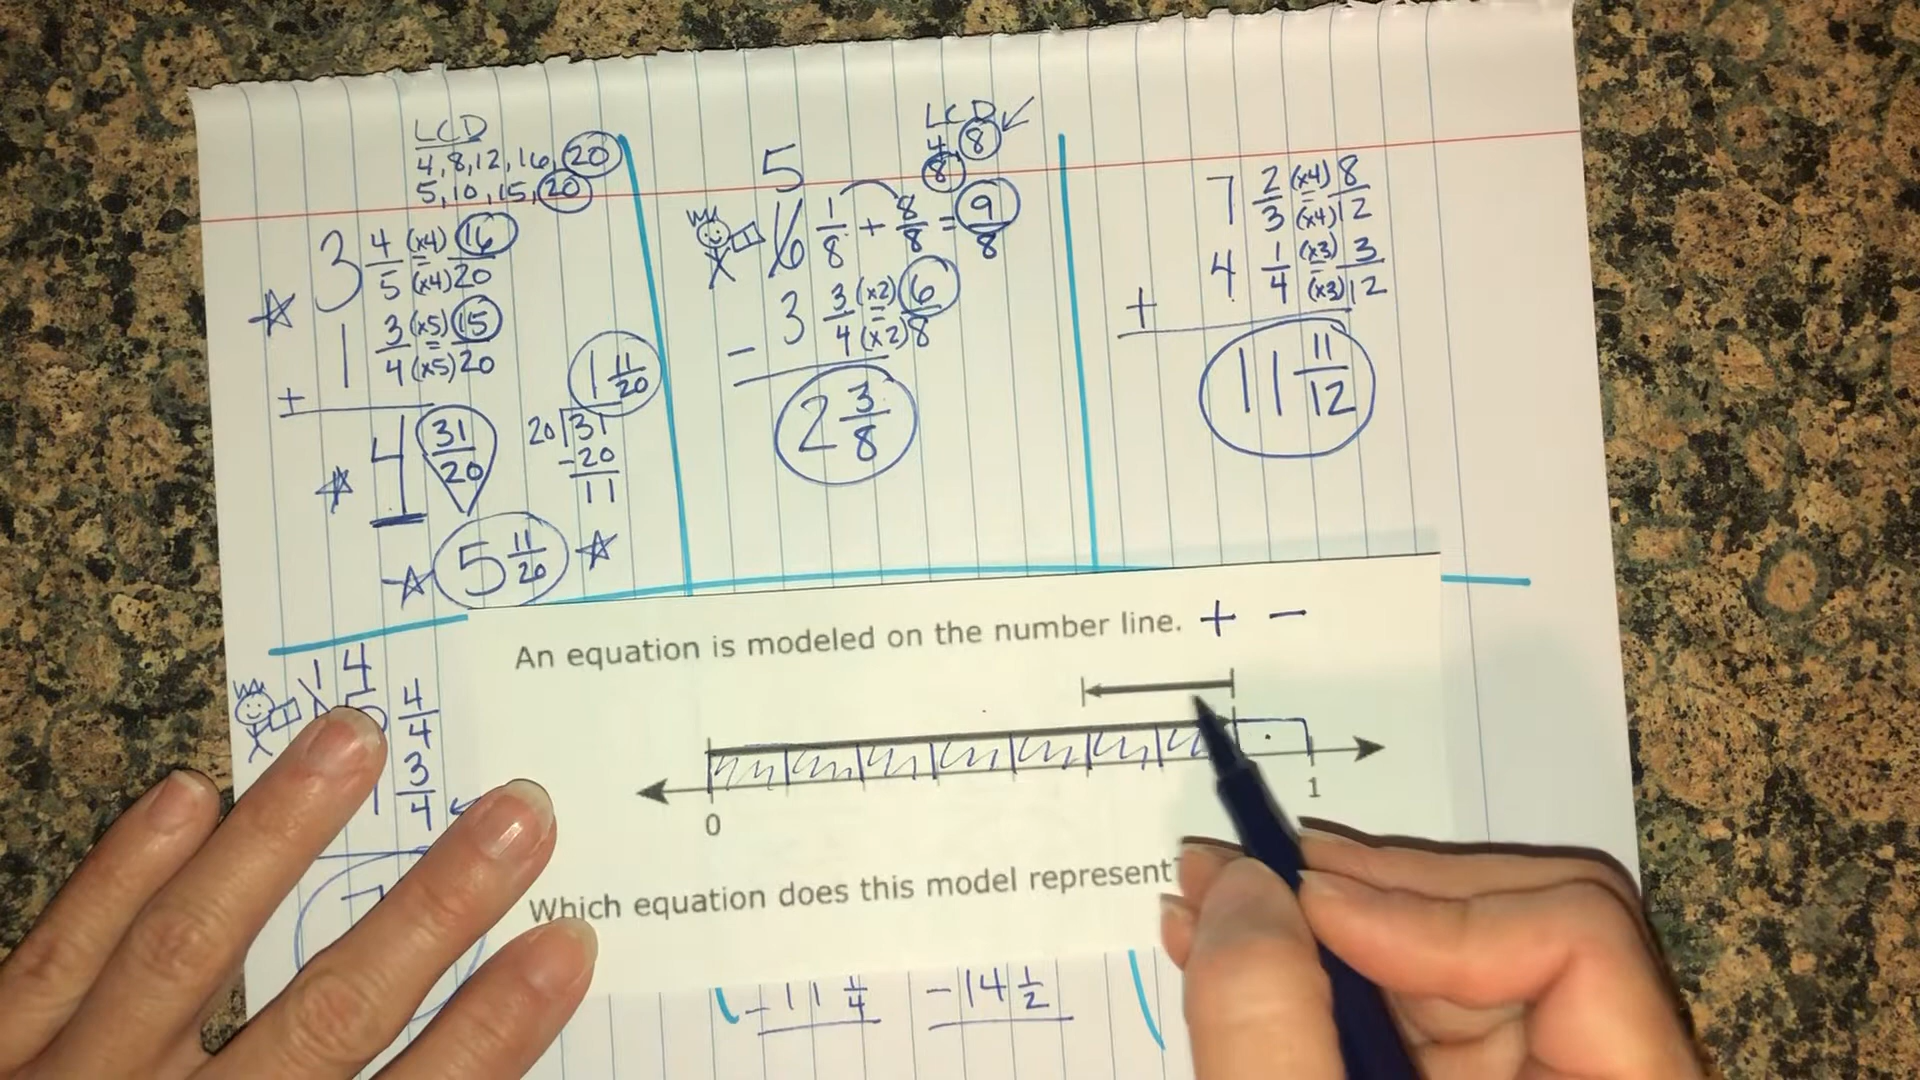 LCD
4, 8, 12, 16, 20
5, 10, 15, 20
3 4/5 (x4) = 16
(x4) 20
1 3/4 (x5) = 15
(x5) 20
+
4 31/20
1 11/20
20 31
-20
11
5 11/20
LCD
4, 8
8
5
6 1/8 + 8/8 = 9/8
3 3/4 (x2) = 6
(x2) 8
-
2 3/8
7 2/3 (x4) = 8
(x4) 12
4 1/4 (x3) = 3
(x3) 12
+
11 11/12
An equation is modeled on the number line. + -
0 1
Which equation does this model represent
14
4/4
3/4
- 11 1/4
- 14 1/2